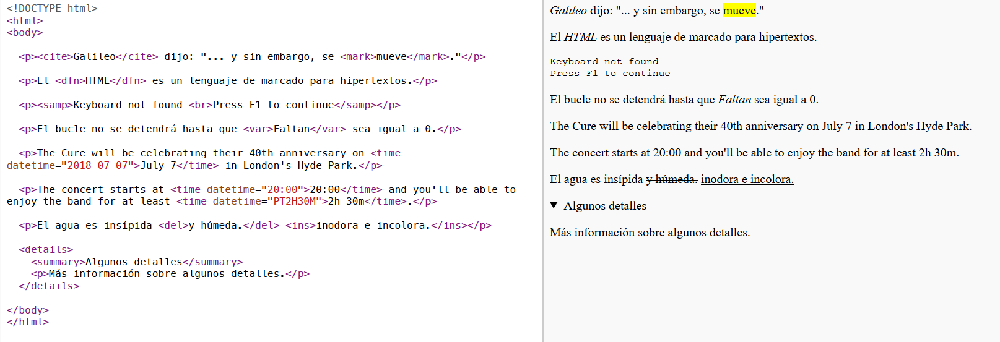 <!DOCTYPE html>
<html>
<body>
<p><cite>Galileo</cite> dijo: "... y sin embargo, se <mark>mueve</mark>."</p>
<p>El <dfn>HTML</dfn> es un lenguaje de marcado para hipertextos.</p>
<p><samp>Keyboard not found <br>Press F1 to continue</samp></p>
<p>El bucle no se detendrá hasta que <var>Faltan</var> sea igual a 0.</p>
<p>The Cure will be celebrating their 40th anniversary on <time
datetime="2018-07-07">July 7</time> in London's Hyde Park.</p>
<p>The concert starts at <time datetime="20:00">20:00</time> and you'll be able to
enjoy the band for at least <time datetime="PT2H30M">2h 30m</time>.</p>
<p>El agua es insípida <del>y húmeda.</del> <ins>inodora e incolora.</ins></p>
<details>
<summary>Algunos detalles</summary>
<p>Más información sobre algunos detalles.</p>
</details>
</body>
</html>
Galileo dijo: "... y sin embargo, se mueve."
El HTML es un lenguaje de marcado para hipertextos.
Keyboard not found
Press F1 to continue
El bucle no se detendrá hasta que Faltan sea igual a 0.
The Cure will be celebrating their 40th anniversary on July 7 in London's Hyde Park.
The concert starts at 20:00 and you'll be able to enjoy the band for at least 2h 30m.
El agua es insípida y húmeda. inodora e incolora.
Algunos detalles
Más información sobre algunos detalles.